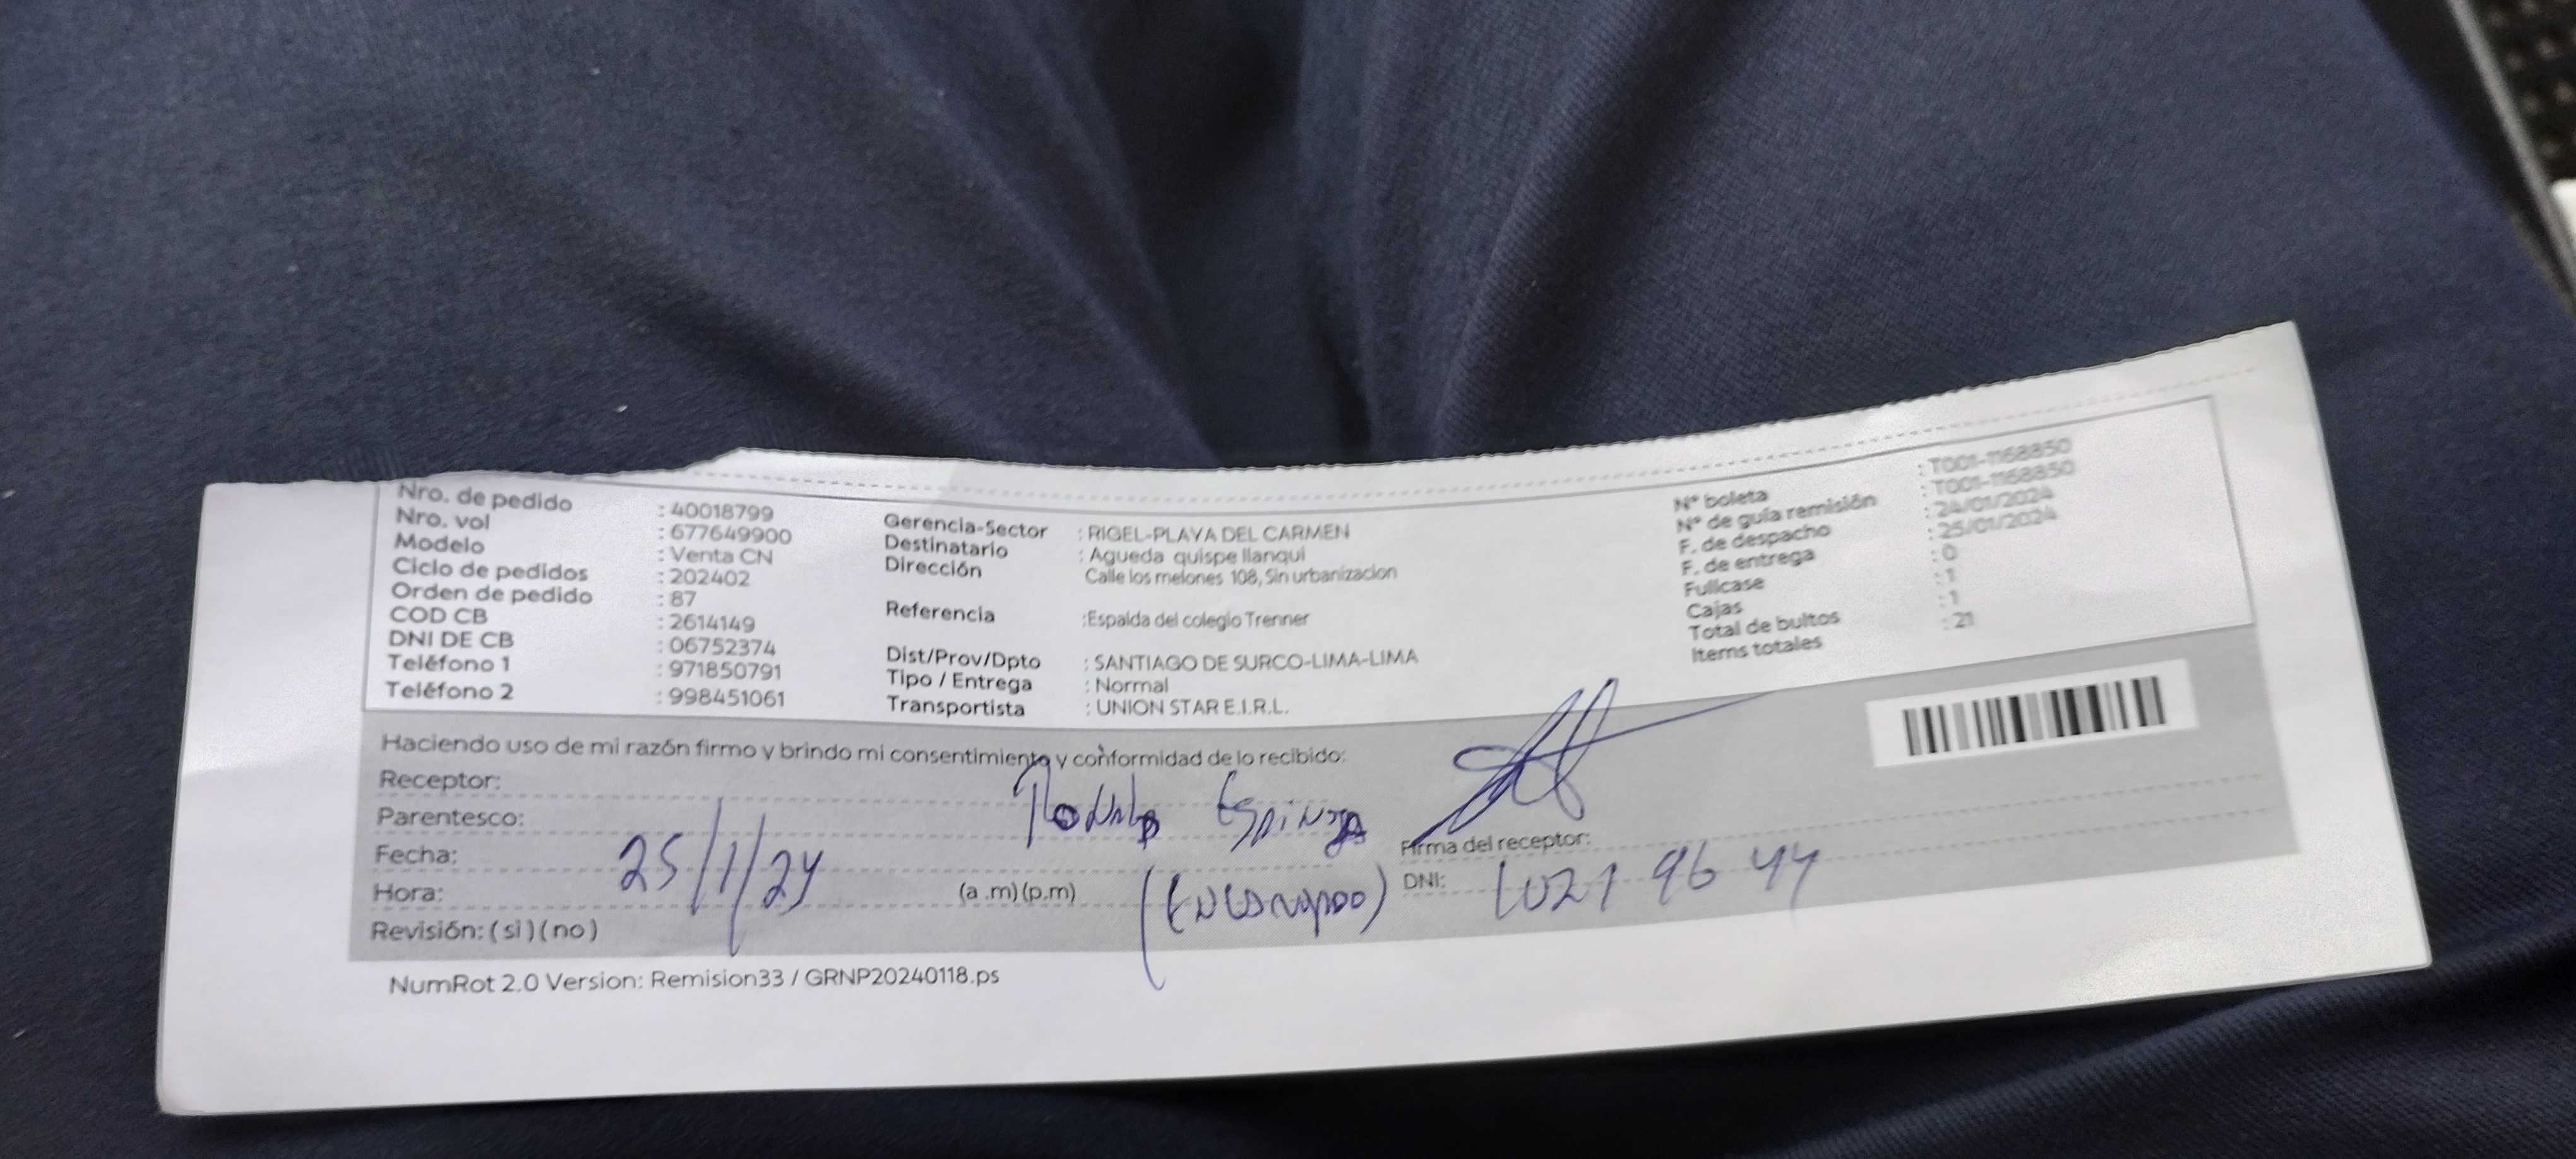 Nro. de pedido : 40018799
Nro. vol : 677649900
Modelo : Venta CN
Ciclo de pedidos : 202402
Orden de pedido : 87
COD CB : 2614149
DNI DE CB : 06752374
Teléfono 1 : 971850791
Teléfono 2 : 998451061
Gerencia-Sector : RIGEL-PLAYA DEL CARMEN
Destinatario : Agueda quispe llanqui
Dirección Calle los melones 108, Sin urbanizacion
Referencia :Espalda del colegio Trenner
Dist/Prov/Dpto : SANTIAGO DE SURCO-LIMA-LIMA
Tipo / Entrega : Normal
Transportista : UNION STAR E.I.R.L.
N° boleta : T001-1168850
N° de guía remisión : T001-1168850
F. de despacho : 24/01/2024
F. de entrega : 25/01/2024
Fullcase : 0
Cajas : 1
Total de bultos : 1
Items totales : 21
Haciendo uso de mi razón firmo y brindo mi consentimiento y conformidad de lo recibido:
Receptor:
Parentesco: Espinoza
Fecha: 25/1/24 Firma del receptor:
Hora: (a .m) (p.m) (Encargado) DNI: 1021 96 44
Revisión: ( si ) ( no )
NumRot 2.0 Version: Remision33 / GRNP20240118.ps